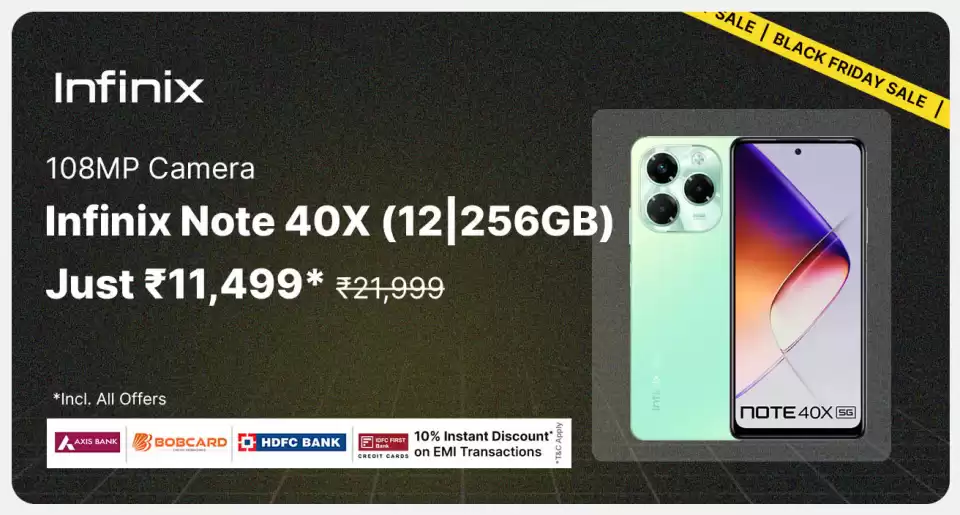 SALE | BLACK FRIDAY SALE |
Infinix
108MP Camera
Infinix Note 40X (12|256GB)
Just ₹11,499* ₹21,999
*Incl. All Offers
AXIS BANK
BOBCARD
HDFC BANK
IDFC FIRST
Bank
CREDIT CARDS
10% Instant Discount*
on EMI Transactions
*T&C Apply
Infinix
NOTE 40X 5G